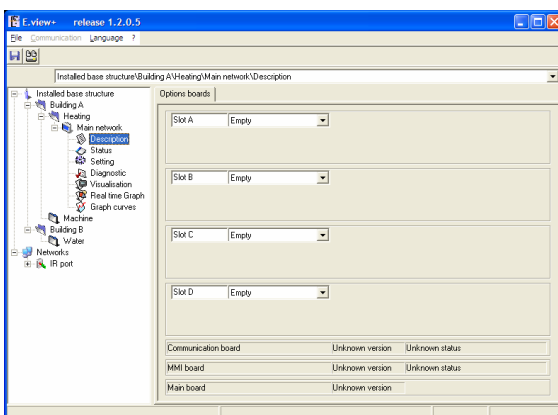 E.view+ release 1.2.0.5
File Communication Language ?
Installed base structure\Building A\Heating\Main network\Description
Installed base structure
Building A
Heating
Main network
Description
Status
Setting
Diagnostic
Visualisation
Real time Graph
Graph curves
Machine
Building B
Water
Networks
IR port
Options boards
Slot A Empty
Slot B Empty
Slot C Empty
Slot D Empty
Communication board Unknown version Unknown status
MMI board Unknown version Unknown status
Main board Unknown version